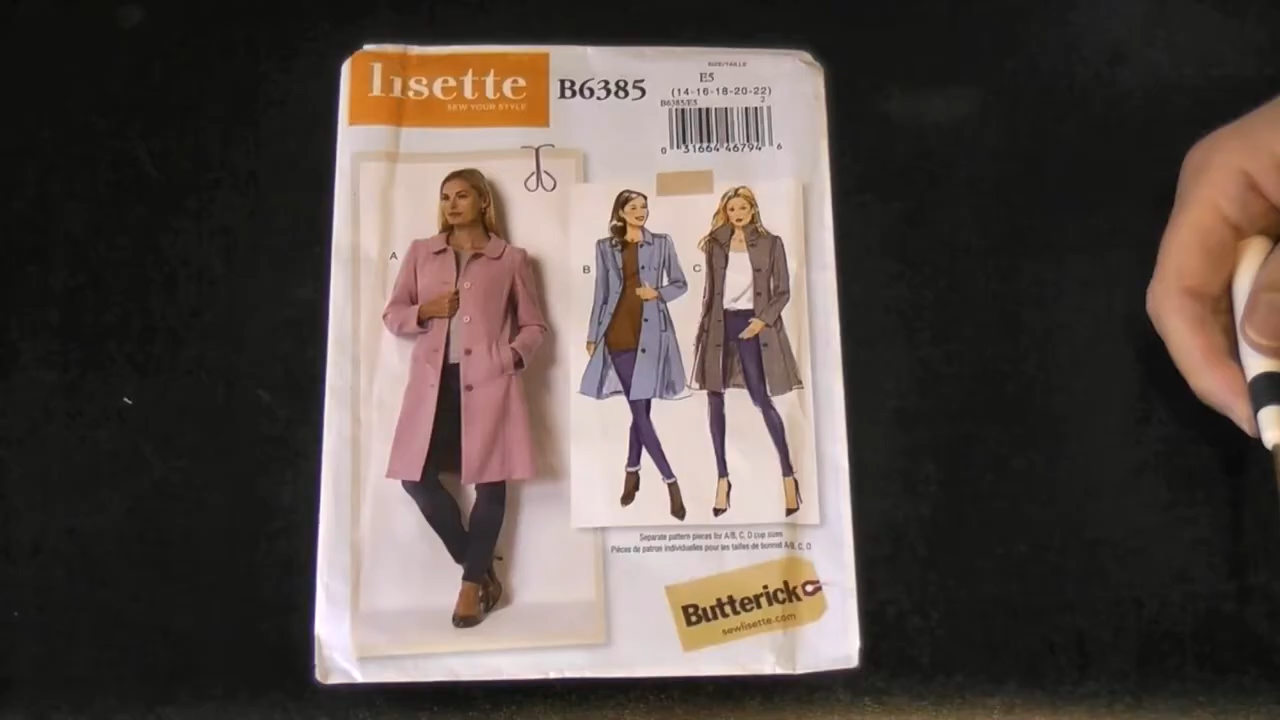 lisette
SEW YOUR STYLE
B6385
SIZE/TAILLE
E5
(14-16-18-20-22)
B6385/E5 2
0 31664 46794 6
A
B
C
Separate pattern pieces for A/B, C, D cup sizes
Pièces de patron individuelles pour les tailles de bonnet A/B, C, D
Butterick
sewlisette.com